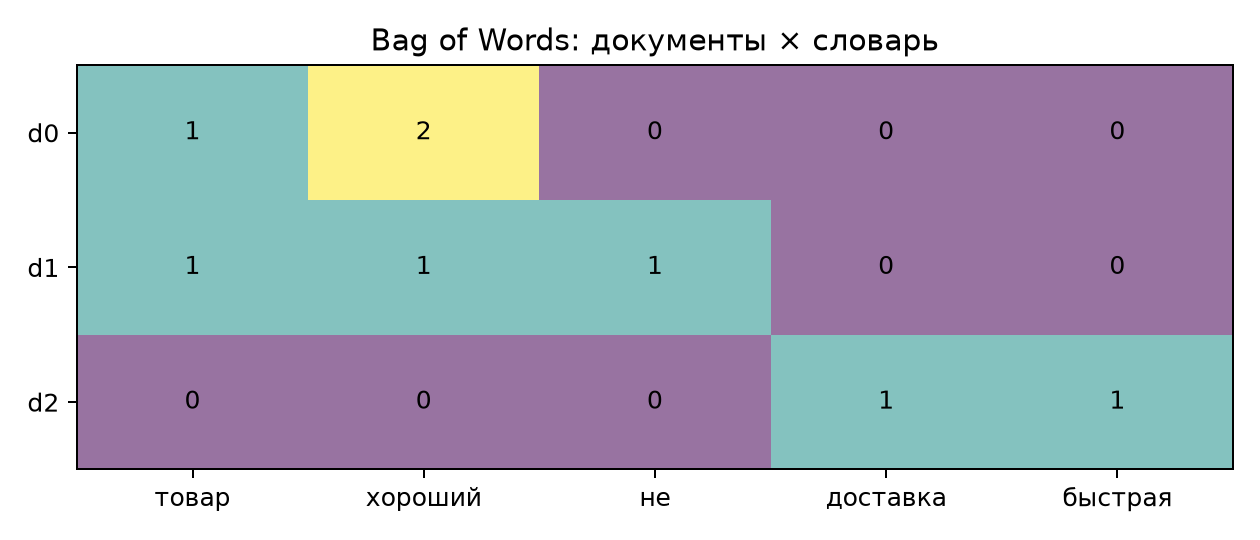 Bag of Words: документы × словарь
d0 1 2 0 0 0
d1 1 1 1 0 0
d2 0 0 0 1 1
товар хороший не доставка быстрая